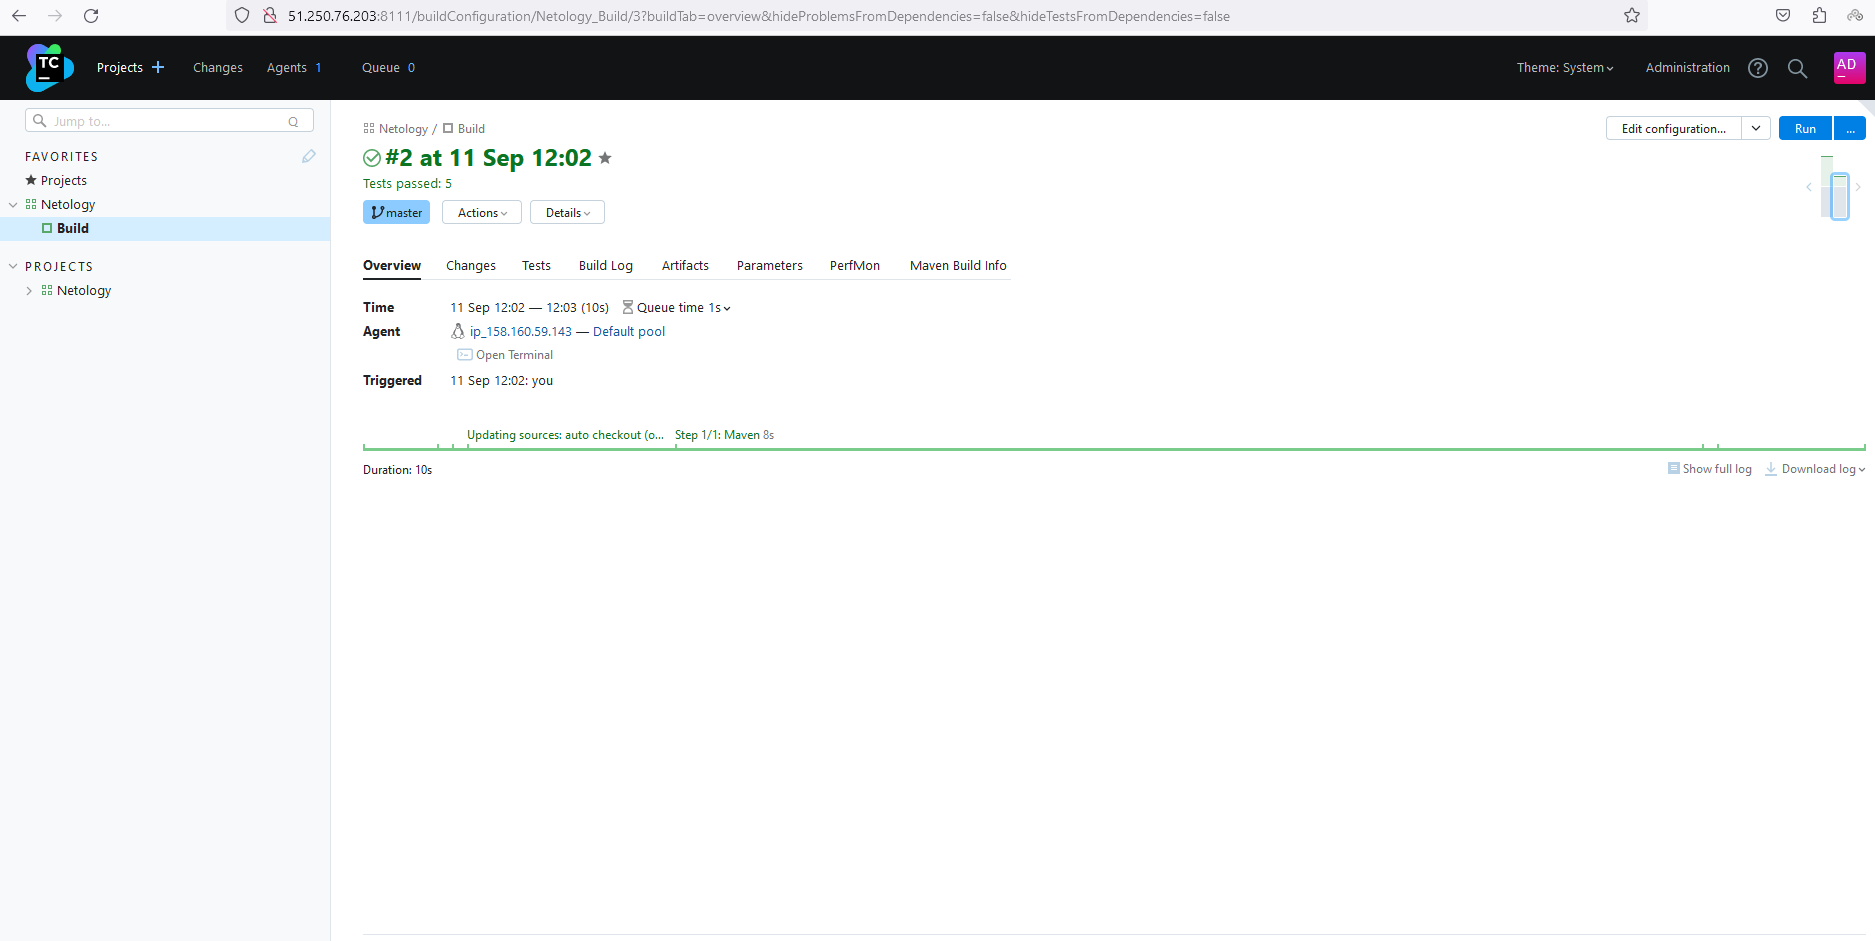 51.250.76.203:8111/buildConfiguration/Netology_Build/3?buildTab=overview&hideProblemsFromDependencies=false&hideTestsFromDependencies=false
TC
Projects
Changes
Agents 1
Queue 0
Theme: System
Administration
AD
Jump to...
Q
FAVORITES
Projects
Netology
Build
PROJECTS
Netology
Netology / Build
Edit configuration...
Run
...
#2 at 11 Sep 12:02
Tests passed: 5
master
Actions
Details
Overview
Changes
Tests
Build Log
Artifacts
Parameters
PerfMon
Maven Build Info
Time 11 Sep 12:02 — 12:03 (10s) Queue time 1s
Agent ip_158.160.59.143 — Default pool
Open Terminal
Triggered 11 Sep 12:02: you
Updating sources: auto checkout (o... Step 1/1: Maven 8s
Duration: 10s
Show full log
Download log